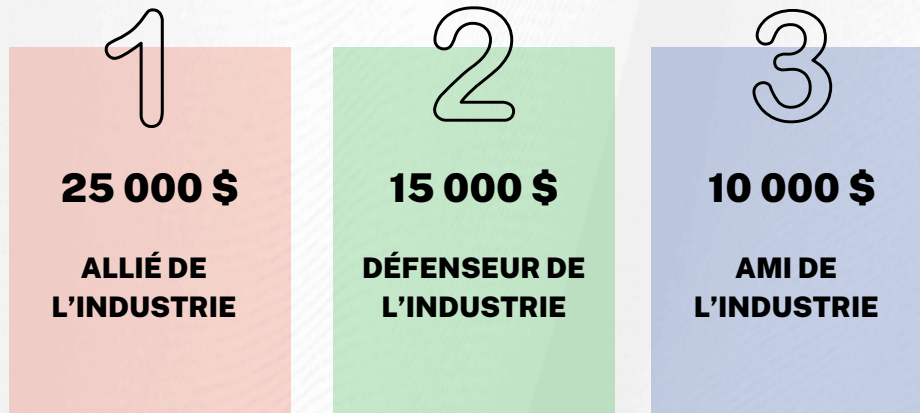 1
25 000 $
ALLIÉ DE
L’INDUSTRIE
2
15 000 $
DÉFENSEUR DE
L’INDUSTRIE
3
10 000 $
AMI DE
L’INDUSTRIE